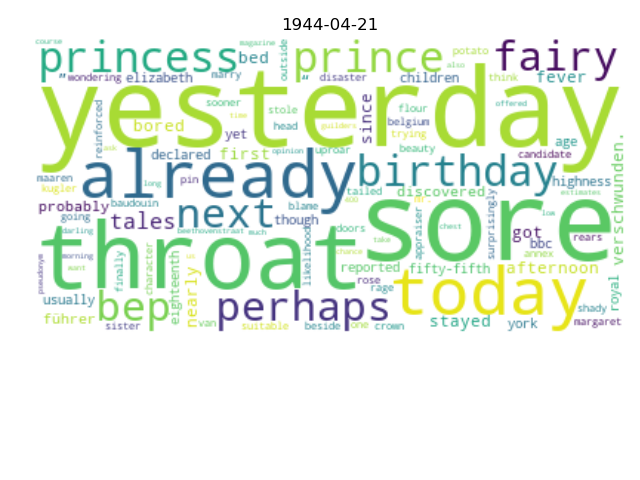 1944-04-21
course
magazine
also
princess
prince
fairy
outside
bed
potato
„
wondering
elizabeth
marry
“
disaster
children
think
fever
yesterday
sooner
stole
flour
offered
reinforced
time
bored
head
guilders
since
belgium
trying
yet
age
ask
declared
first
opinion
uproar
beauty
candidate
already
birthday
maaren
long
pin
kugler
tailed
discovered
highness
estimates
verschwunden.
probably
baudouin
next
blame
sore
going
tales
though
doors
appraiser
chest
surprisingly
low
got
darling
beethovenstraat
much
throat
likelihood
bbc
rears
morning
finally
character
eighteenth
take
annex
pseudonym
want
nearly
chance
reported
fifty-fifth
afternoon
rose
royal
usually
bep
perhaps
rage
today
shady
führer
van
suitable
beside
one
crown
stayed
york
margaret
sister